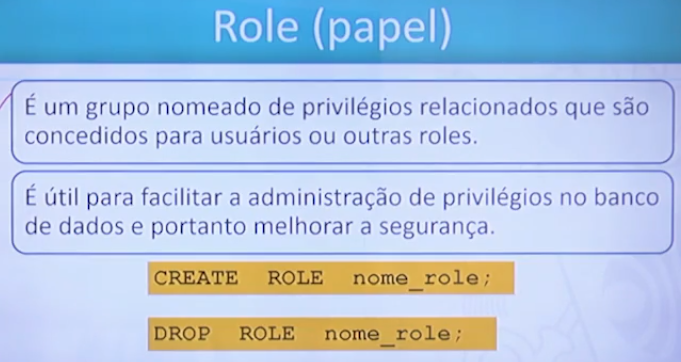 Role (papel)
É um grupo nomeado de privilégios relacionados que são
concedidos para usuários ou outras roles.
É útil para facilitar a administração de privilégios no banco
de dados e portanto melhorar a segurança.
CREATE ROLE nome_role;
DROP ROLE nome_role;